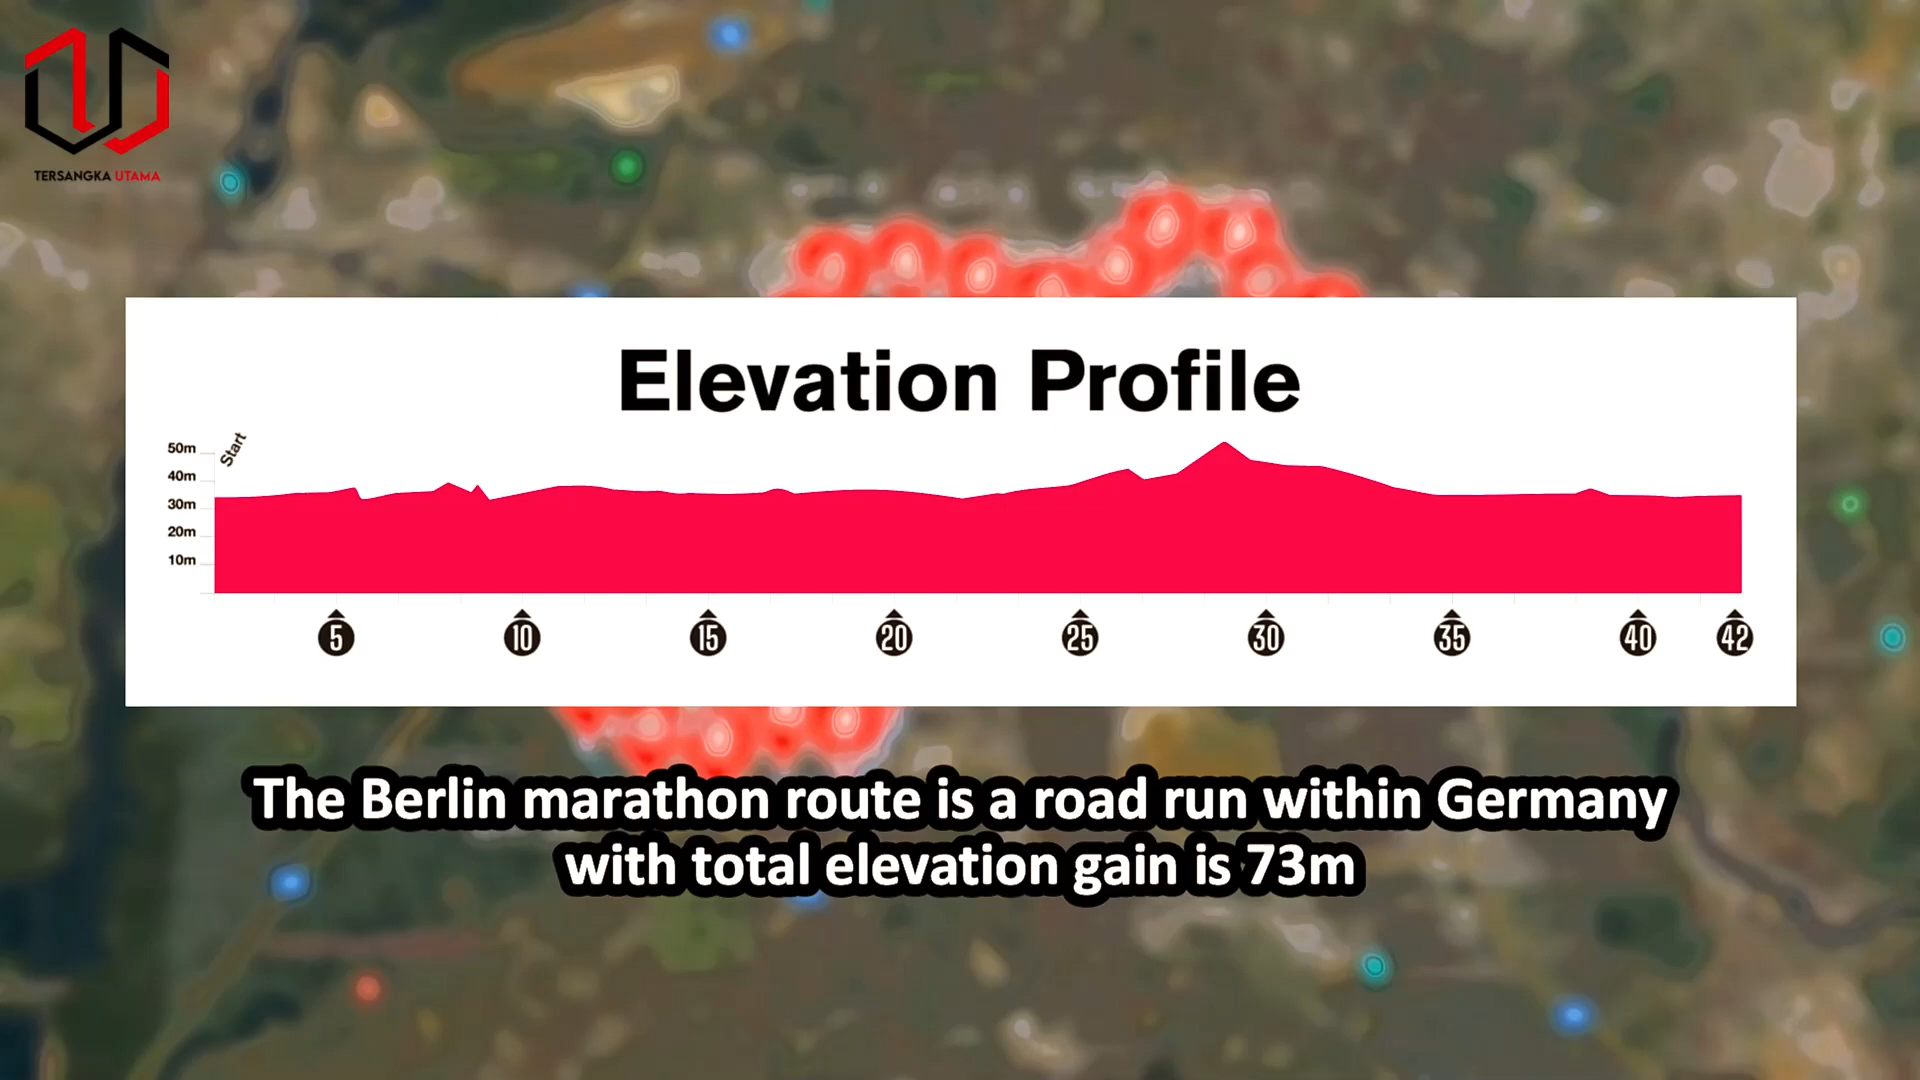 TERSANGKA UTAMA
Elevation Profile
Start
50m
40m
30m
20m
10m
5 10 15 20 25 30 35 40 42
The Berlin marathon route is a road run within Germany
with total elevation gain is 73m